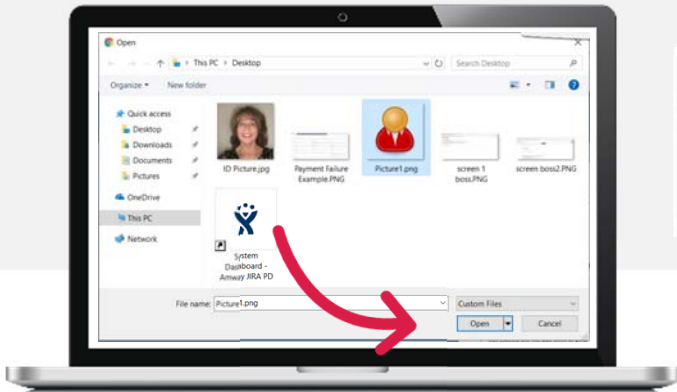 Open
This PC > Desktop
Search Desktop
Organize
New folder
Quick access
Desktop
Downloads
Documents
Pictures
OneDrive
This PC
Network
ID Picture.jpg
Payment Failure
Example.PNG
Picture1.png
screen 1
boss.PNG
screen boss2.PNG
System
Dashboard -
Amway JIRA PD
File name: Picture1.png
Custom Files
Open
Cancel